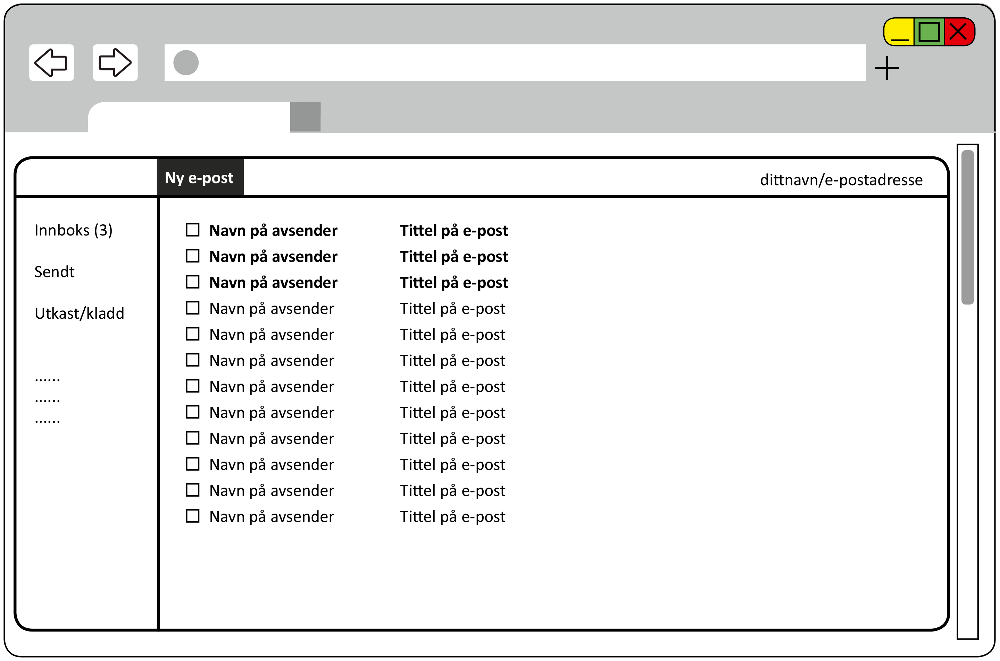 Ny e-post
dittnavn/e-postadresse
Innboks (3)
Sendt
Utkast/kladd
......
......
......
Navn på avsender Tittel på e-post
Navn på avsender Tittel på e-post
Navn på avsender Tittel på e-post
Navn på avsender Tittel på e-post
Navn på avsender Tittel på e-post
Navn på avsender Tittel på e-post
Navn på avsender Tittel på e-post
Navn på avsender Tittel på e-post
Navn på avsender Tittel på e-post
Navn på avsender Tittel på e-post
Navn på avsender Tittel på e-post
Navn på avsender Tittel på e-post